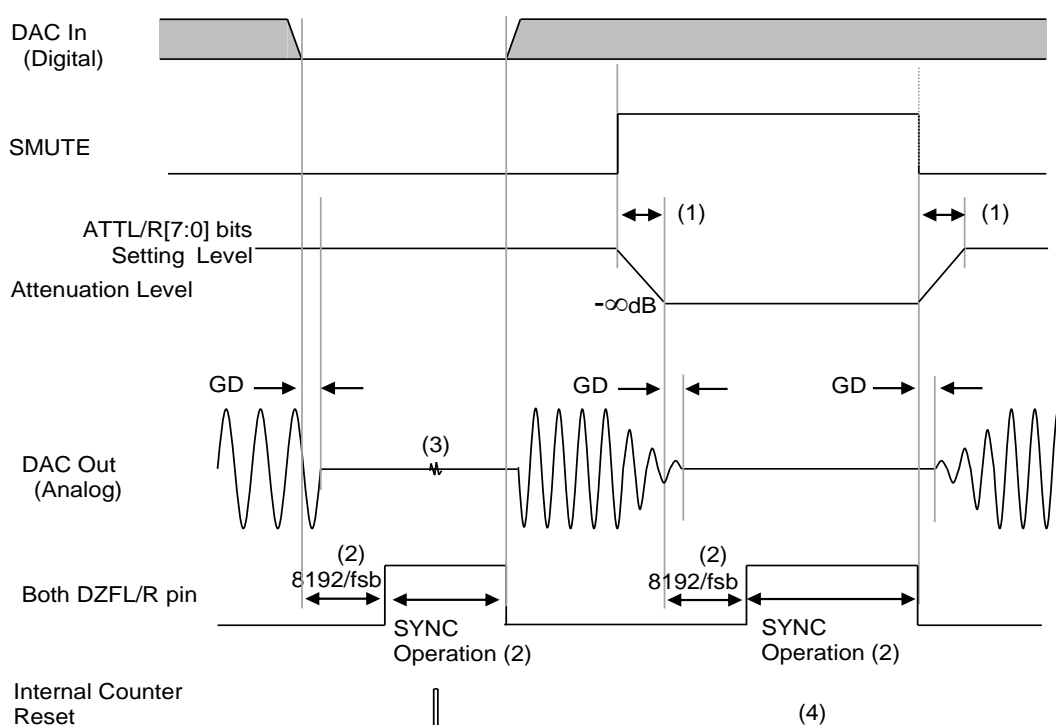 DAC In
(Digital)
SMUTE
(1)
(1)
ATTL/R[7:0] bits
Setting Level
Attenuation Level
-∞dB
GD
GD
GD
(3)
DAC Out
(Analog)
(2)
8192/fsb
(2)
8192/fsb
Both DZFL/R pin
SYNC
Operation (2)
SYNC
Operation (2)
Internal Counter
Reset
(4)